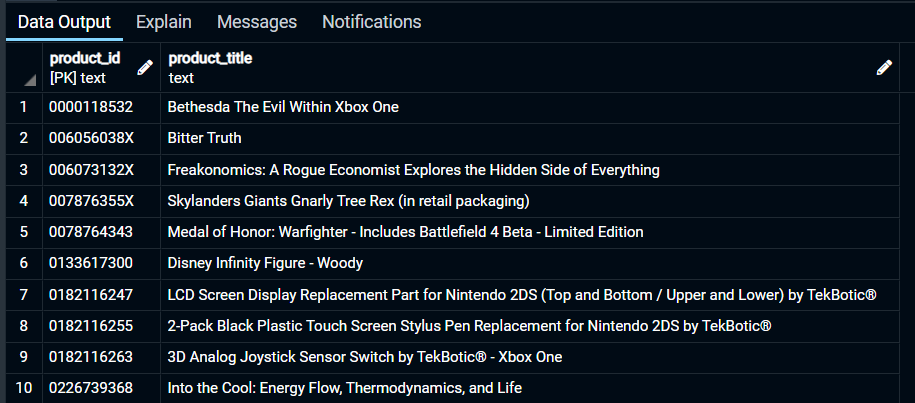 Data Output Explain Messages Notifications
product_id product_title
[PK] text text
1 0000118532 Bethesda The Evil Within Xbox One
2 006056038X Bitter Truth
3 006073132X Freakonomics: A Rogue Economist Explores the Hidden Side of Everything
4 007876355X Skylanders Giants Gnarly Tree Rex (in retail packaging)
5 0078764343 Medal of Honor: Warfighter - Includes Battlefield 4 Beta - Limited Edition
6 0133617300 Disney Infinity Figure - Woody
7 0182116247 LCD Screen Display Replacement Part for Nintendo 2DS (Top and Bottom / Upper and Lower) by TekBotic®
8 0182116255 2-Pack Black Plastic Touch Screen Stylus Pen Replacement for Nintendo 2DS by TekBotic®
9 0182116263 3D Analog Joystick Sensor Switch by TekBotic® - Xbox One
10 0226739368 Into the Cool: Energy Flow, Thermodynamics, and Life